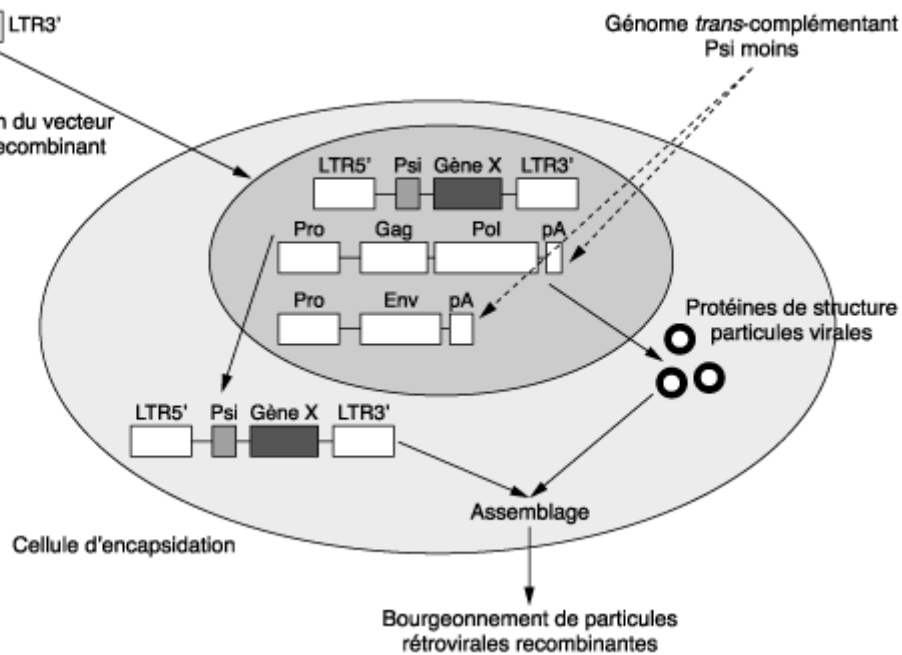 LTR3'
Génome trans-complémentant
Psi moins
du vecteur
LTR5' Psi Gène X LTR3'
Pro Gag Pol pA
Pro Env pA
Protéines de structure
particules virales
LTR5' Psi Gène X LTR3'
Assemblage
Cellule d'encapsidation
Bourgeonnement de particules
rétrovirales recombinantes